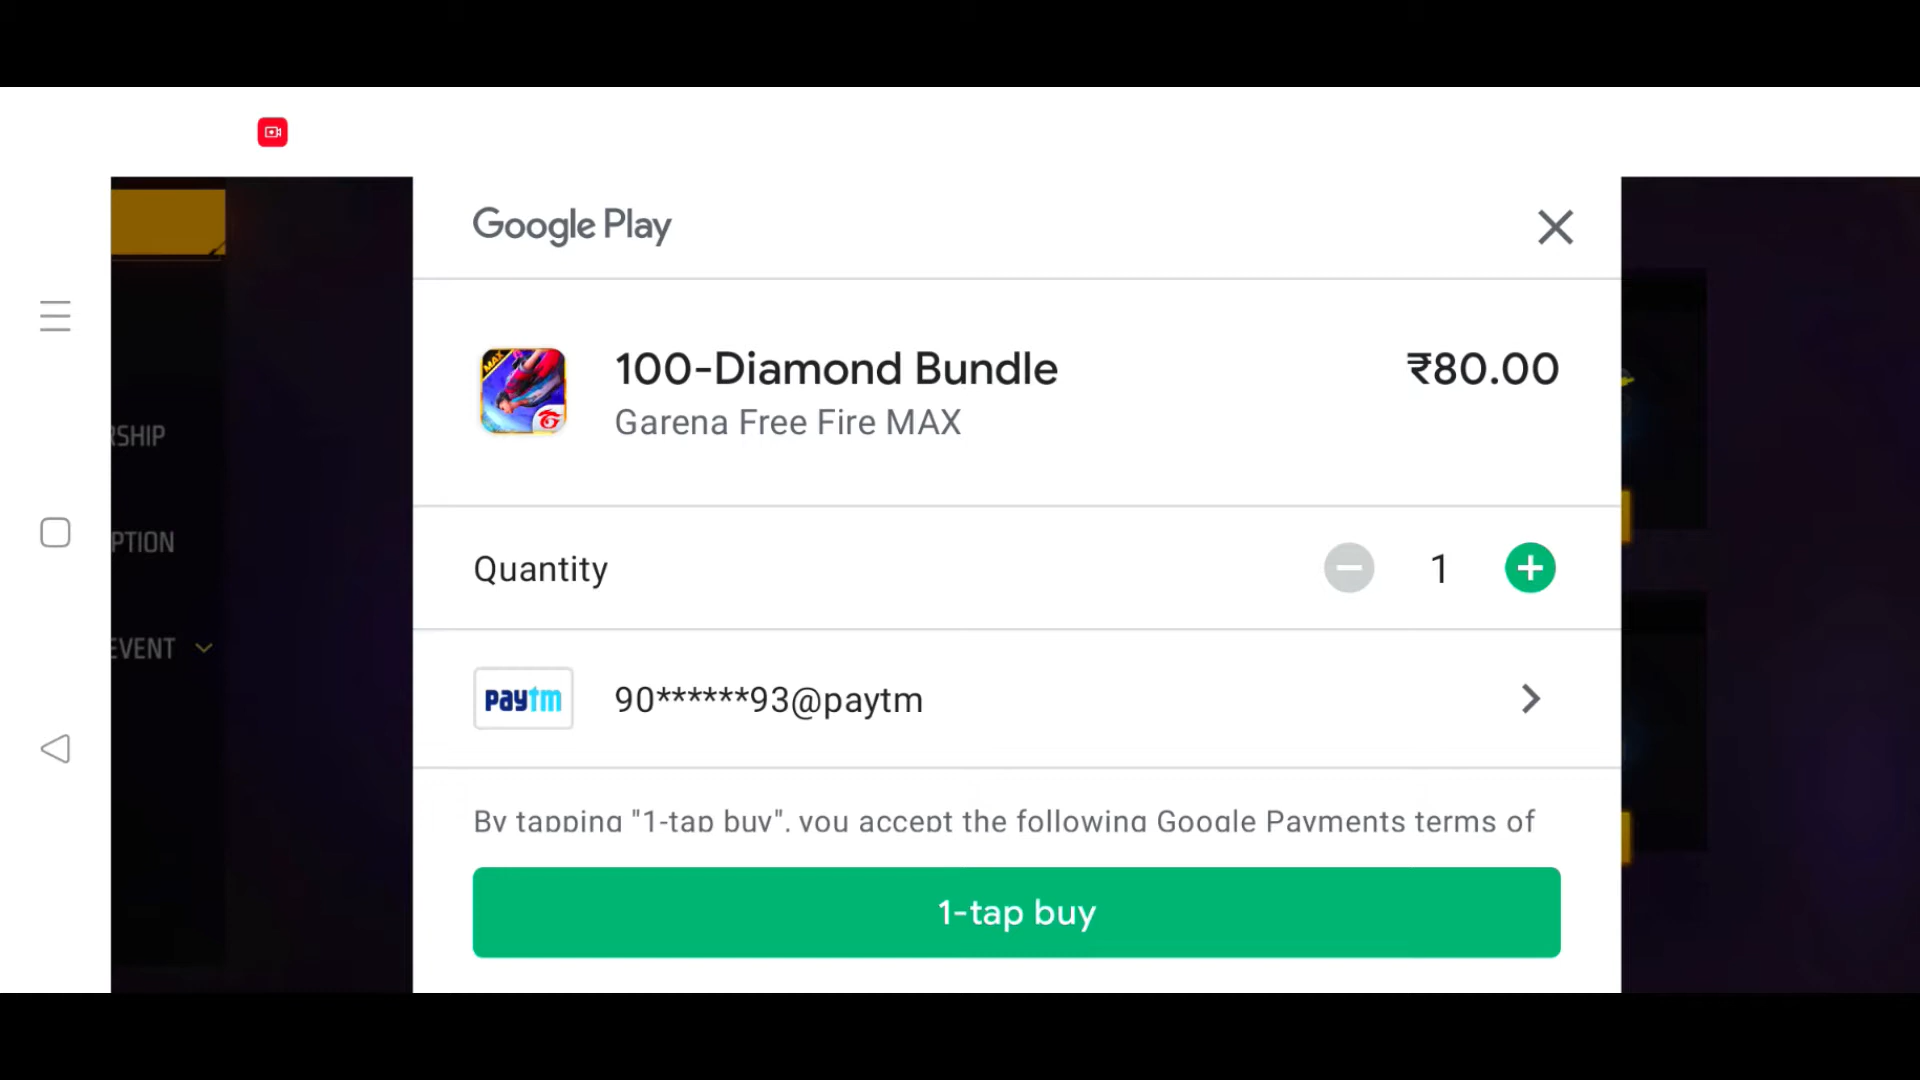 Google Play
MAX
100-Diamond Bundle
₹80.00
Garena Free Fire MAX
RSHIP
PTION
Quantity
1
EVENT
paytm
90******93@paytm
By tapping "1-tap buy", you accept the following Google Payments terms of
1-tap buy